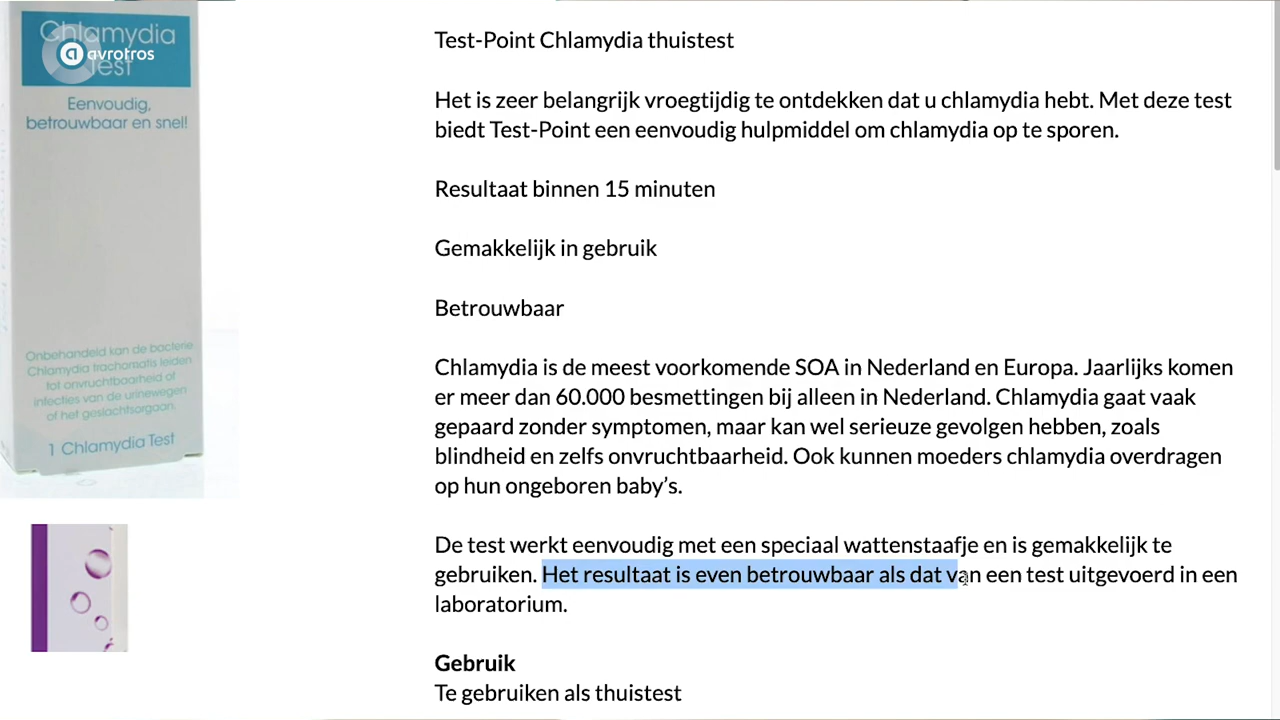 Chlamydia
Test
avrotros
Eenvoudig,
betrouwbaar en snel!
Onbehandeld kan de bacterie
Chlamydia trachomatis leiden
tot onvruchtbaarheid of
infecties van de urinewegen
of het geslachtsorgaan.
1 Chlamydia Test
Test-Point Chlamydia thuistest
Het is zeer belangrijk vroegtijdig te ontdekken dat u chlamydia hebt. Met deze test
biedt Test-Point een eenvoudig hulpmiddel om chlamydia op te sporen.
Resultaat binnen 15 minuten
Gemakkelijk in gebruik
Betrouwbaar
Chlamydia is de meest voorkomende SOA in Nederland en Europa. Jaarlijks komen
er meer dan 60.000 besmettingen bij alleen in Nederland. Chlamydia gaat vaak
gepaard zonder symptomen, maar kan wel serieuze gevolgen hebben, zoals
blindheid en zelfs onvruchtbaarheid. Ook kunnen moeders chlamydia overdragen
op hun ongeboren baby’s.
De test werkt eenvoudig met een speciaal wattenstaafje en is gemakkelijk te
gebruiken. Het resultaat is even betrouwbaar als dat van een test uitgevoerd in een
laboratorium.
Gebruik
Te gebruiken als thuistest